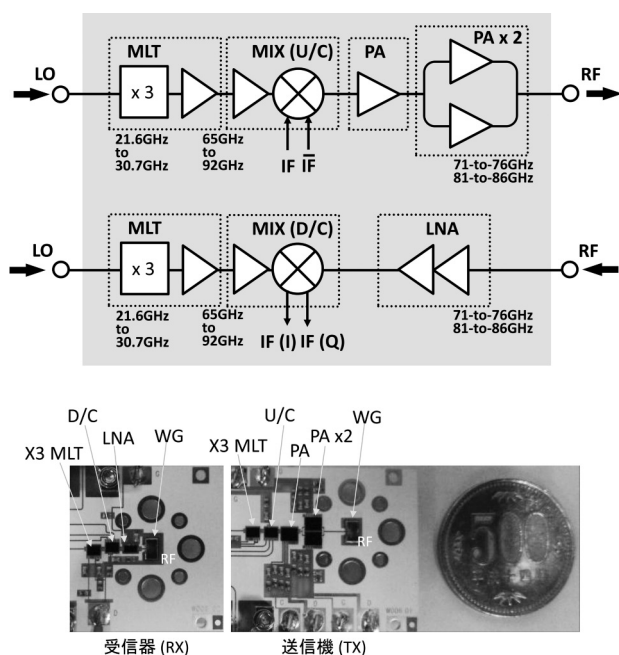 MLT
MIX (U/C)
PA
PA x 2
LO
x 3
RF
21.6GHz
to
30.7GHz
65GHz
to
92GHz
IF
I̅F̅
71-to-76GHz
81-to-86GHz
MLT
MIX (D/C)
LNA
LO
x 3
RF
21.6GHz
to
30.7GHz
65GHz
to
92GHz
IF (I)
IF (Q)
71-to-76GHz
81-to-86GHz
D/C
LNA
WG
X3 MLT
RF
U/C
PA x2
WG
X3 MLT
PA
RF
500
受信器 (RX)
送信機 (TX)